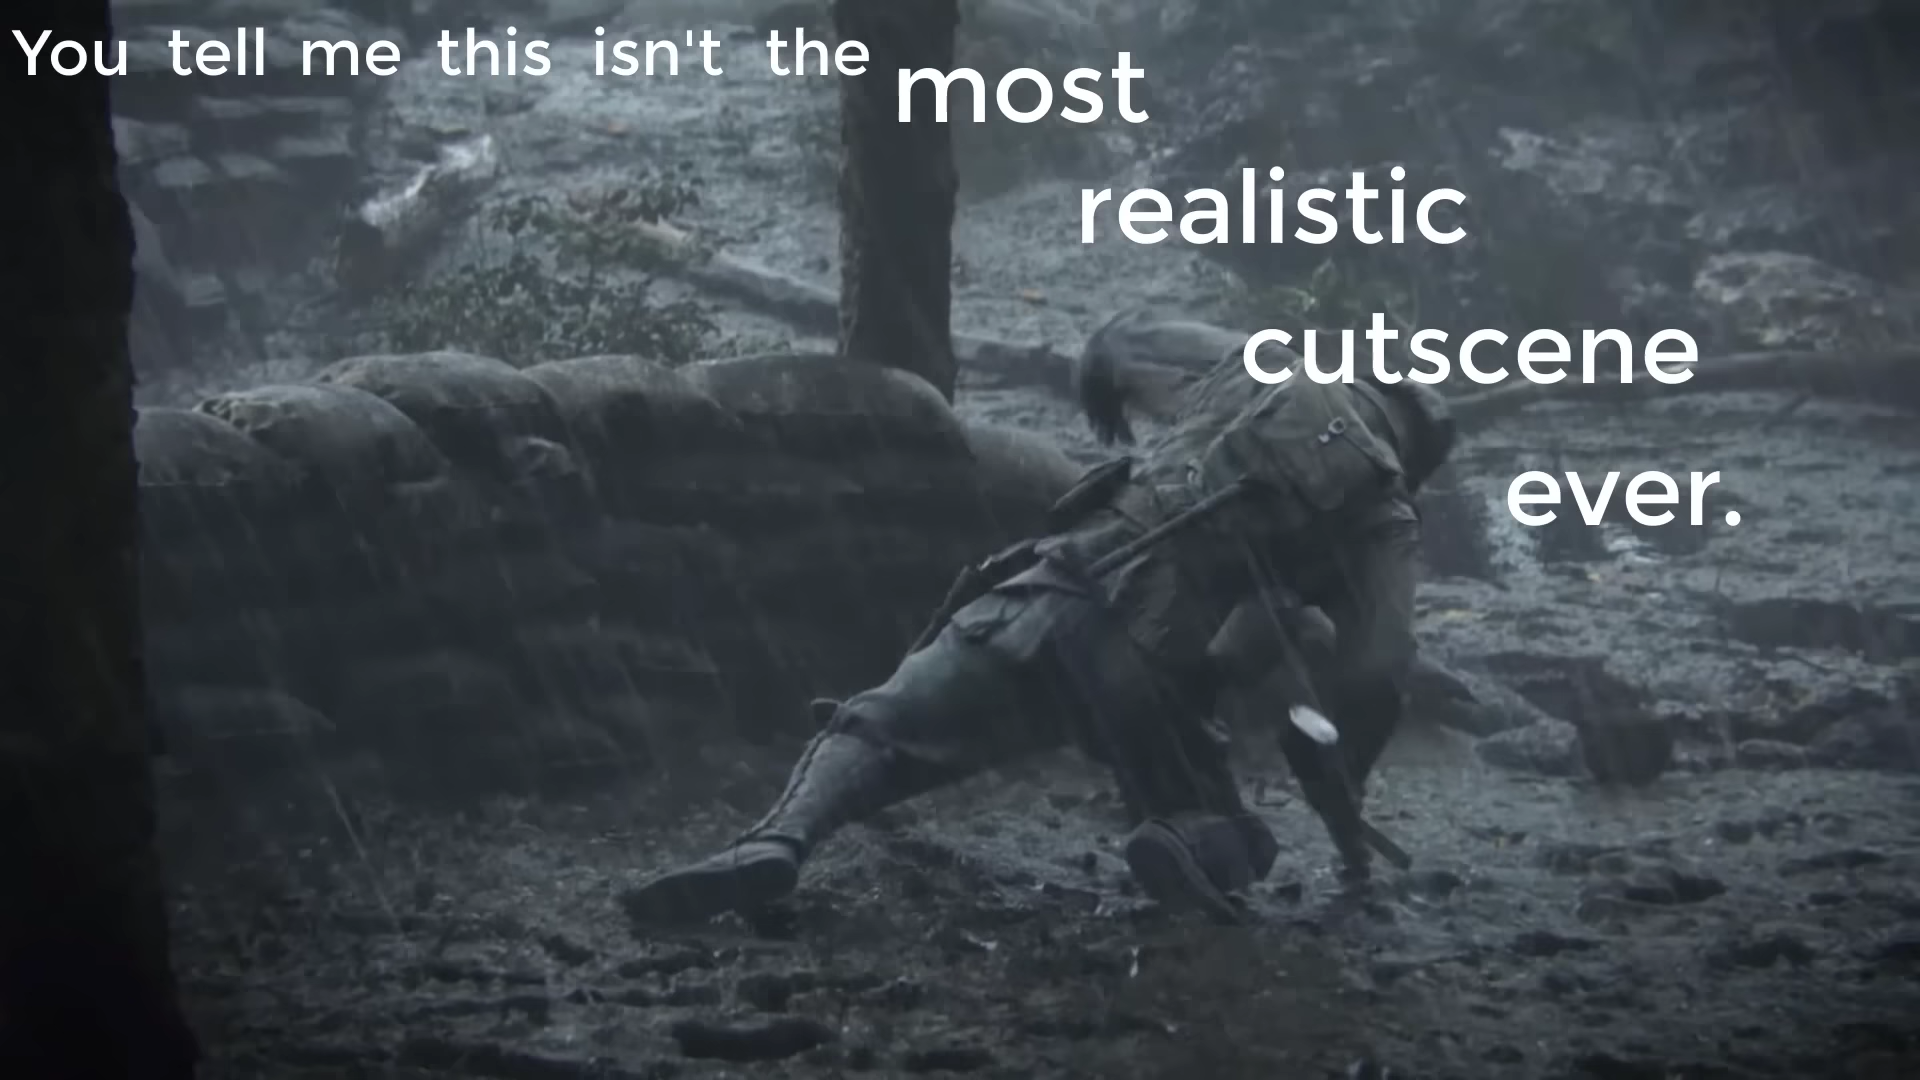 You tell me this isn't the
most
realistic
cutscene
ever.